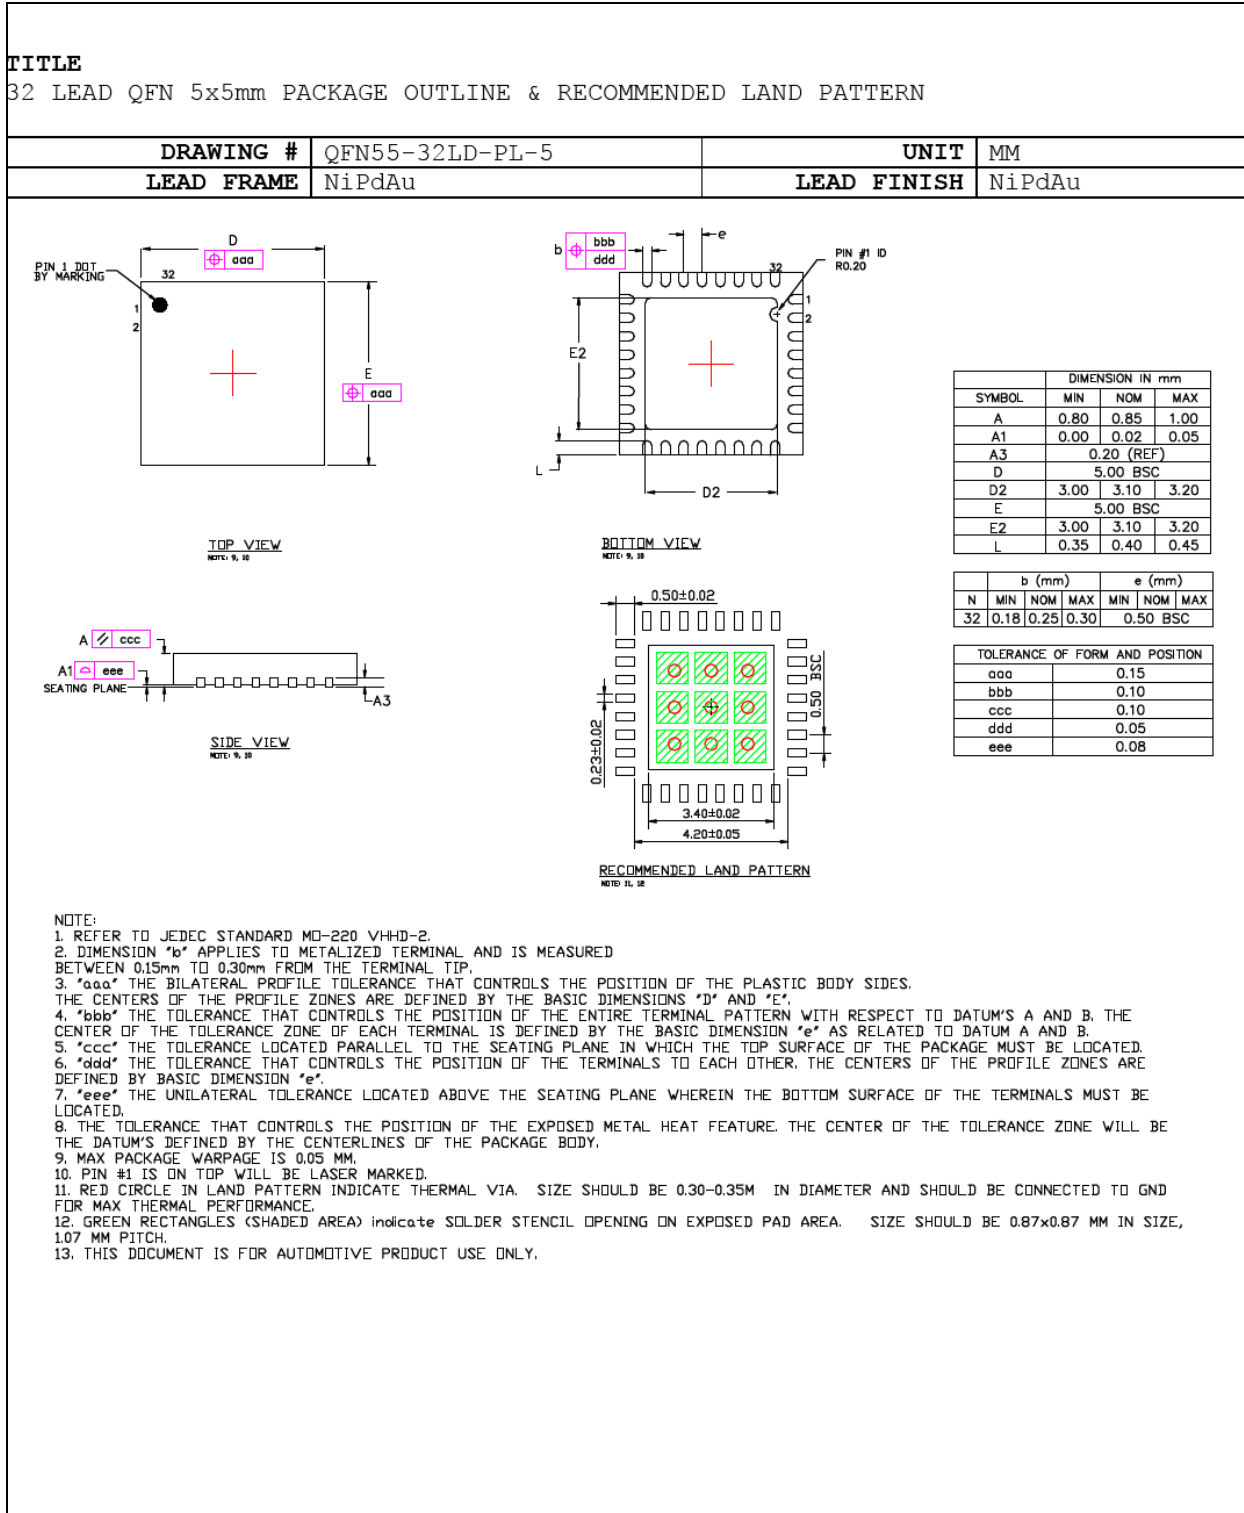 TITLE
32 LEAD QFN 5x5mm PACKAGE OUTLINE & RECOMMENDED LAND PATTERN
DRAWING # QFN55-32LD-PL-5 UNIT MM
LEAD FRAME NiPdAu LEAD FINISH NiPdAu
D
aaa
PIN 1 DOT
BY MARKING
32
1
2
E
aaa
TOP VIEW
NOTE: 9, 10
b bbb
ddd
e
PIN #1 ID
R0.20
32
1
2
E2
L
D2
BOTTOM VIEW
NOTE: 9, 10
DIMENSION IN mm
SYMBOL MIN NOM MAX
A 0.80 0.85 1.00
A1 0.00 0.02 0.05
A3 0.20 (REF)
D 5.00 BSC
D2 3.00 3.10 3.20
E 5.00 BSC
E2 3.00 3.10 3.20
L 0.35 0.40 0.45
b (mm) e (mm)
N MIN NOM MAX MIN NOM MAX
32 0.18 0.25 0.30 0.50 BSC
TOLERANCE OF FORM AND POSITION
aaa 0.15
bbb 0.10
ccc 0.10
ddd 0.05
eee 0.08
A ccc
A1 eee
SEATING PLANE
A3
SIDE VIEW
NOTE: 9, 10
0.50±0.02
0.50 BSC
0.23±0.02
3.40±0.02
4.20±0.05
RECOMMENDED LAND PATTERN
NOTE: 11, 12
NOTE:
1. REFER TO JEDEC STANDARD MO-220 VHHD-2.
2. DIMENSION "b" APPLIES TO METALIZED TERMINAL AND IS MEASURED
BETWEEN 0.15mm TO 0.30mm FROM THE TERMINAL TIP.
3. "aaa" THE BILATERAL PROFILE TOLERANCE THAT CONTROLS THE POSITION OF THE PLASTIC BODY SIDES.
THE CENTERS OF THE PROFILE ZONES ARE DEFINED BY THE BASIC DIMENSIONS "D" AND "E".
4. "bbb" THE TOLERANCE THAT CONTROLS THE POSITION OF THE ENTIRE TERMINAL PATTERN WITH RESPECT TO DATUM'S A AND B. THE
CENTER OF THE TOLERANCE ZONE OF EACH TERMINAL IS DEFINED BY THE BASIC DIMENSION "e" AS RELATED TO DATUM A AND B.
5. "ccc" THE TOLERANCE LOCATED PARALLEL TO THE SEATING PLANE IN WHICH THE TOP SURFACE OF THE PACKAGE MUST BE LOCATED.
6. "ddd" THE TOLERANCE THAT CONTROLS THE POSITION OF THE TERMINALS TO EACH OTHER. THE CENTERS OF THE PROFILE ZONES ARE
DEFINED BY BASIC DIMENSION "e".
7. "eee" THE UNILATERAL TOLERANCE LOCATED ABOVE THE SEATING PLANE WHEREIN THE BOTTOM SURFACE OF THE TERMINALS MUST BE
LOCATED.
8. THE TOLERANCE THAT CONTROLS THE POSITION OF THE EXPOSED METAL HEAT FEATURE. THE CENTER OF THE TOLERANCE ZONE WILL BE
THE DATUM'S DEFINED BY THE CENTERLINES OF THE PACKAGE BODY.
9. MAX PACKAGE WARPAGE IS 0.05 MM.
10. PIN #1 IS ON TOP WILL BE LASER MARKED.
11. RED CIRCLE IN LAND PATTERN INDICATE THERMAL VIA. SIZE SHOULD BE 0.30-0.35M IN DIAMETER AND SHOULD BE CONNECTED TO GND
FOR MAX THERMAL PERFORMANCE.
12. GREEN RECTANGLES (SHADED AREA) indicate SOLDER STENCIL OPENING ON EXPOSED PAD AREA. SIZE SHOULD BE 0.87x0.87 MM IN SIZE,
1.07 MM PITCH.
13. THIS DOCUMENT IS FOR AUTOMOTIVE PRODUCT USE ONLY.